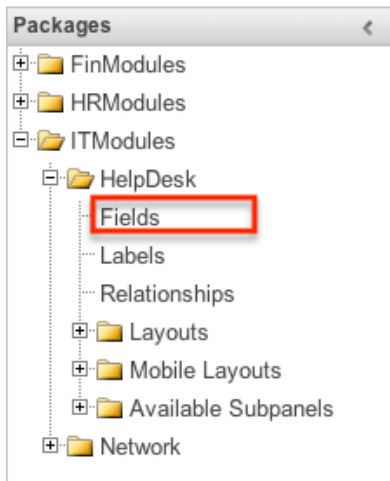 Packages
FinModules
HRModules
ITModules
HelpDesk
Fields
Labels
Relationships
Layouts
Mobile Layouts
Available Subpanels
Network